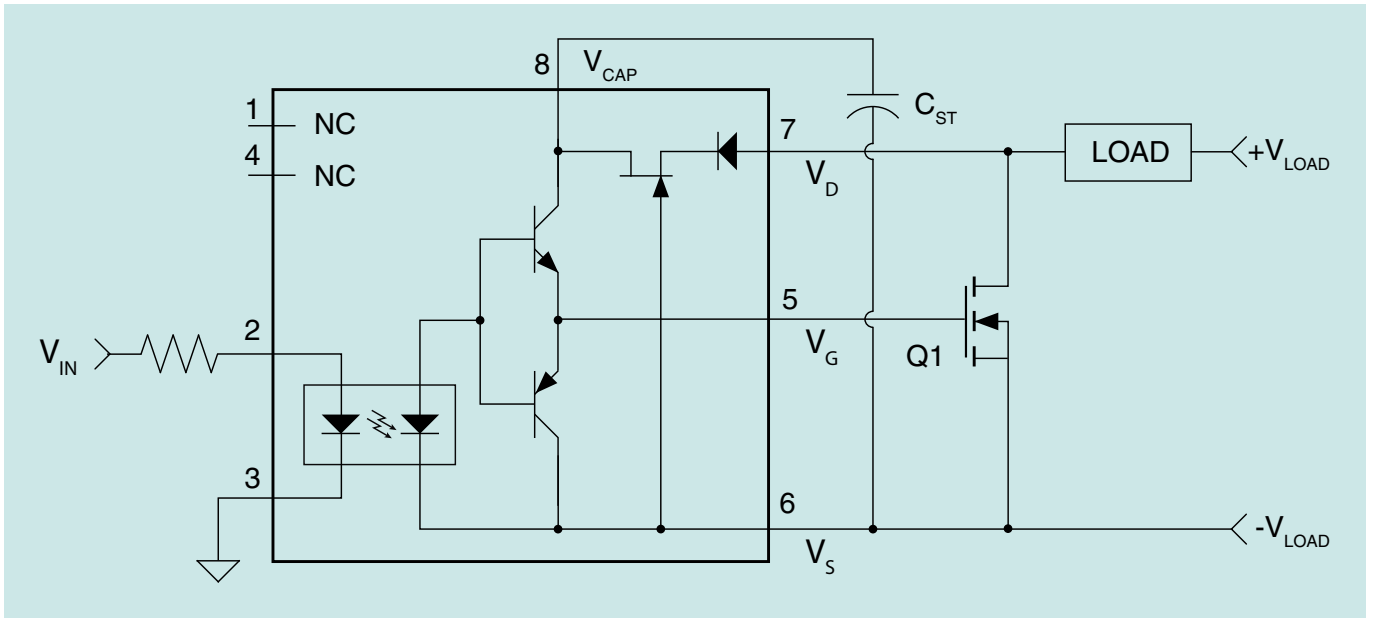 8 V_CAP
1 NC
C_ST
7
4 NC
V_D
LOAD +V_LOAD
5
V_G
2
V_IN
Q1
3
6
V_S
-V_LOAD